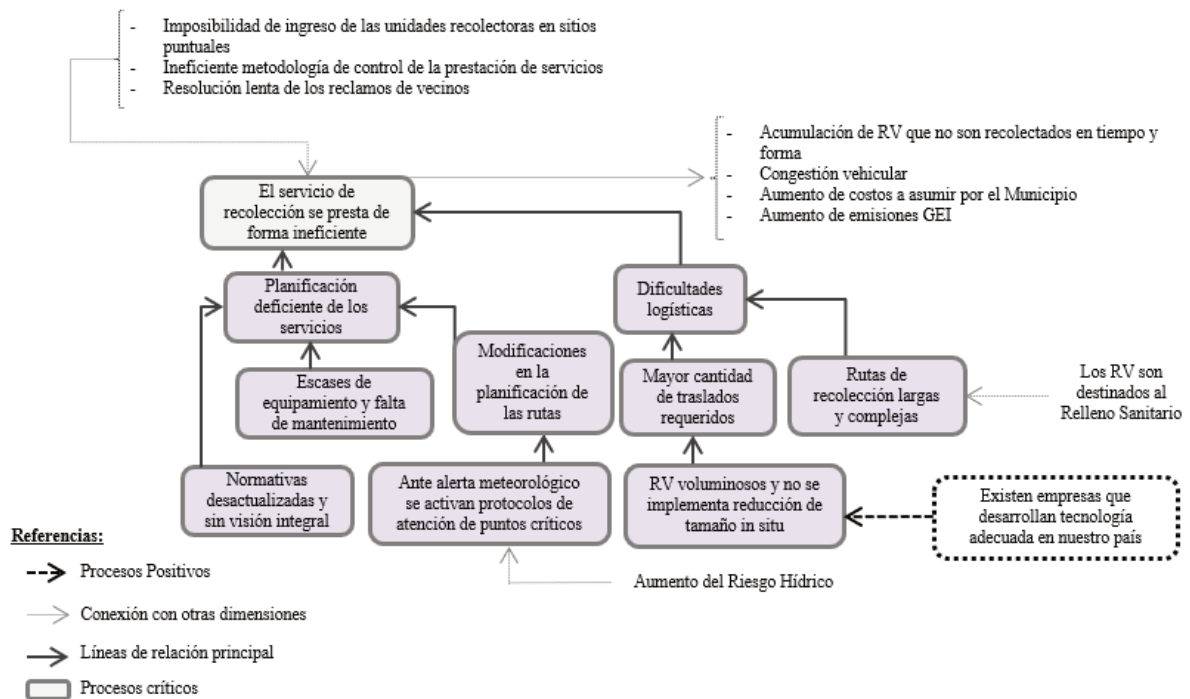 - Imposibilidad de ingreso de las unidades recolectoras en sitios
puntuales
- Ineficiente metodología de control de la prestación de servicios
- Resolución lenta de los reclamos de vecinos
- Acumulación de RV que no son recolectados en tiempo y
forma
- Congestión vehicular
- Aumento de costos a asumir por el Municipio
- Aumento de emisiones GEI
El servicio de
recolección se presta de
forma ineficiente
Planificación
deficiente de los
servicios
Dificultades
logísticas
Escases de
equipamiento y falta
de mantenimiento
Modificaciones
en la
planificación de
las rutas
Mayor cantidad
de traslados
requeridos
Rutas de
recolección largas
y complejas
Los RV son
destinados al
Relleno Sanitario
Normativas
desactualizadas y
sin visión integral
Ante alerta meteorológico
se activan protocolos de
atención de puntos críticos
RV voluminosos y no se
implementa reducción de
tamaño in situ
Existen empresas que
desarrollan tecnología
adecuada en nuestro país
Aumento del Riesgo Hídrico
Referencias:
Procesos Positivos
Conexión con otras dimensiones
Líneas de relación principal
Procesos críticos